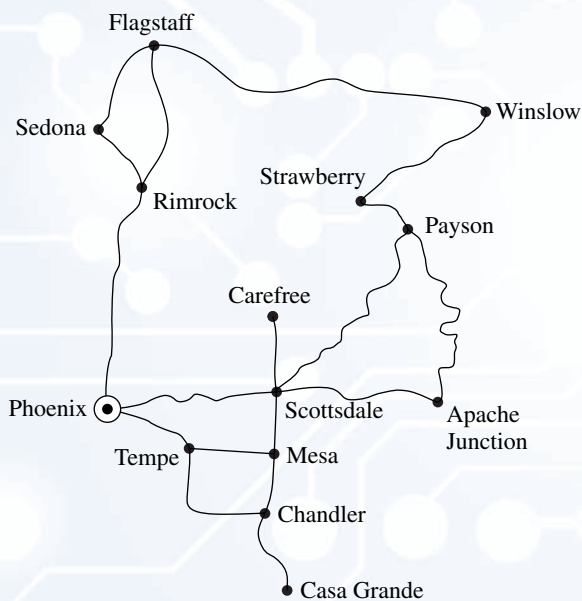 Flagstaff
Winslow
Sedona
Strawberry
Rimrock
Payson
Carefree
Phoenix
Scottsdale
Apache
Junction
Tempe
Mesa
Chandler
Casa Grande